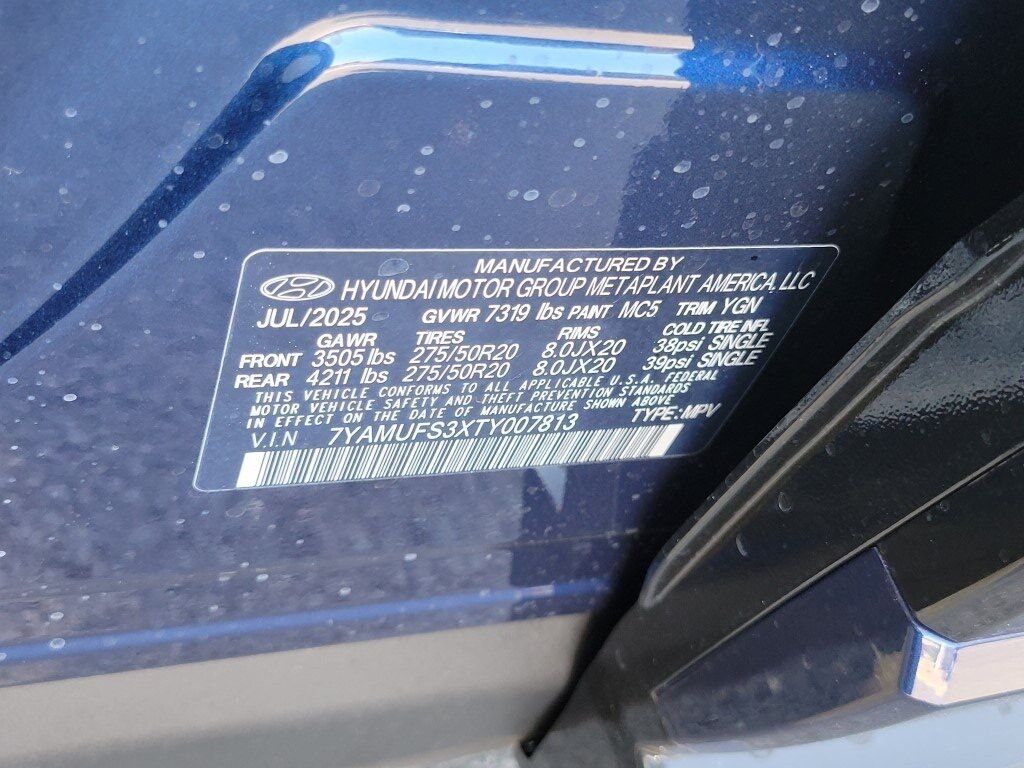 MANUFACTURED BY
HYUNDAI MOTOR GROUP METAPLANT AMERICA, LLC
JUL/2025 GVWR 7319 lbs PAINT MC5 TRIM YGN
GAWR TIRES RIMS COLD TIRE INFL
FRONT 3505 lbs 275/50R20 8.0JX20 38psi SINGLE
REAR 4211 lbs 275/50R20 8.0JX20 39psi SINGLE
THIS VEHICLE CONFORMS TO ALL APPLICABLE U.S.A. FEDERAL
MOTOR VEHICLE SAFETY AND THEFT PREVENTION STANDARDS
IN EFFECT ON THE DATE OF MANUFACTURE SHOWN ABOVE
V.I.N 7YAMUFS3XTY007813 TYPE:MPV